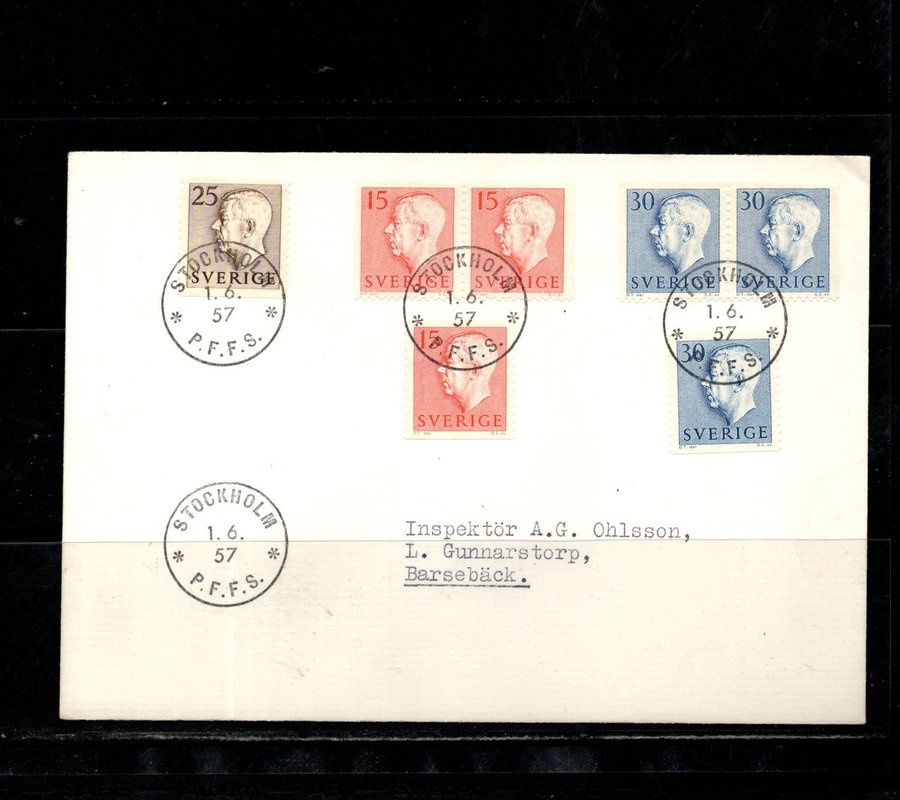 25
SVERIGE
15
SVERIGE
15
SVERIGE
30
SVERIGE
30
SVERIGE
STOCKHOLM
1. 6.
57
* P.F.F.S. *
STOCKHOLM
1. 6.
57
* P.F.F.S. *
STOCKHOLM
1. 6.
57
* P.F.F.S. *
15
SVERIGE
30
SVERIGE
STOCKHOLM
1. 6.
57
* P.F.F.S. *
Inspektör A.G. Ohlsson,
L. Gunnarstorp,
Barsebäck.